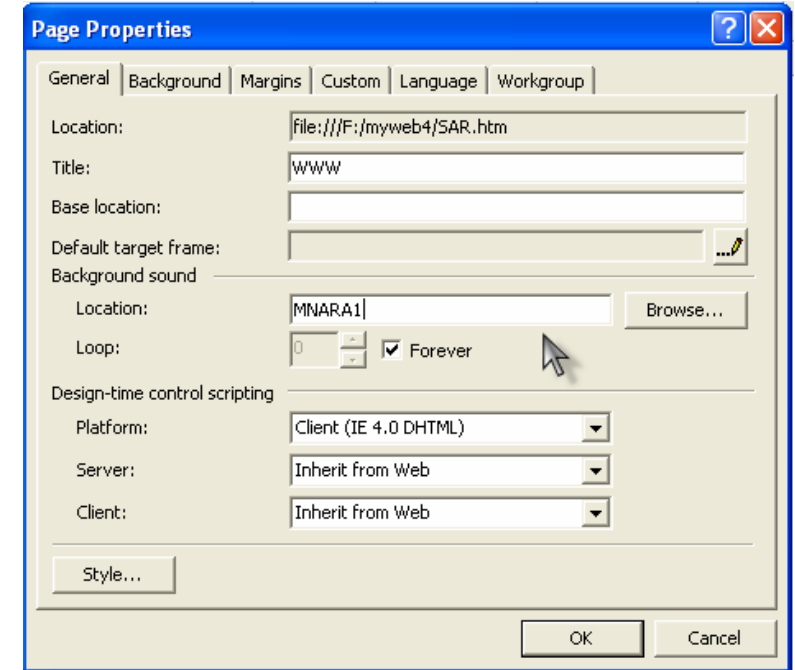 Page Properties
General Background Margins Custom Language Workgroup
Location: file:///F:/myweb4/SAR.htm
Title: WWW
Base location:
Default target frame:
Background sound
Location: MNARA1 Browse...
Loop: 0 Forever
Design-time control scripting
Platform: Client (IE 4.0 DHTML)
Server: Inherit from Web
Client: Inherit from Web
Style...
OK Cancel